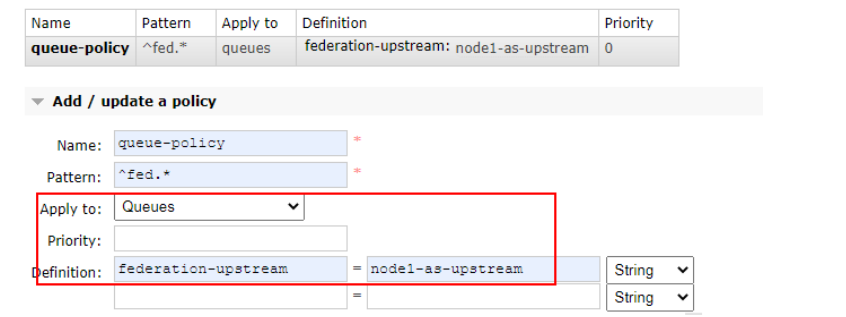 Name Pattern Apply to Definition Priority
queue-policy ^fed.* queues federation-upstream: node1-as-upstream 0
Add / update a policy
Name: queue-policy *
Pattern: ^fed.* *
Apply to: Queues
Priority:
Definition: federation-upstream = node1-as-upstream String
= String